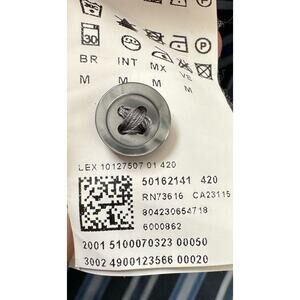 30
BR INT MX VE
M M M M
LEX 10127507 01 420
50162141 420
RN73616 CA23115
804230654718
6000862
2001 5100070323 00050
3002 4900123566 00020